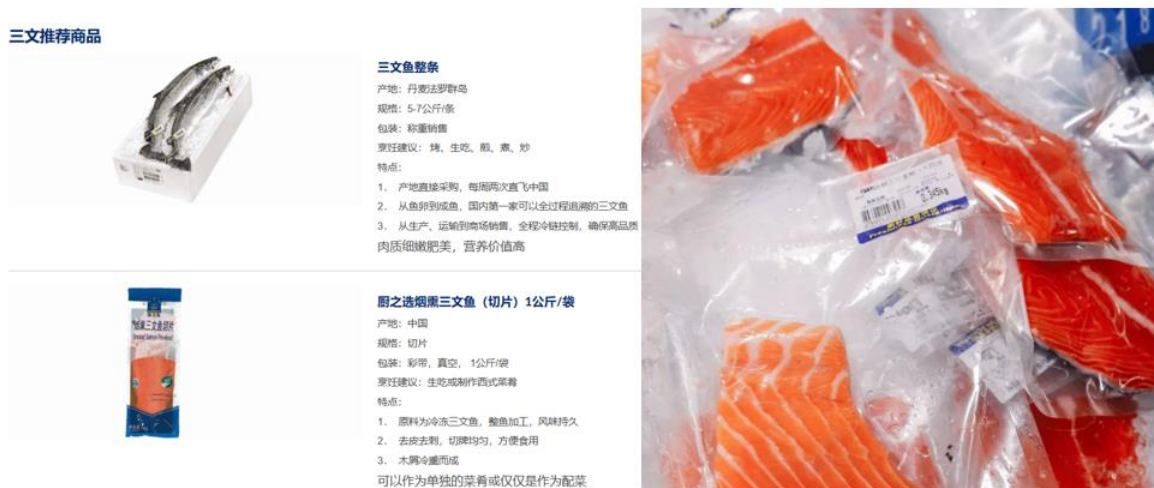 三文推荐商品
三文鱼整条
产地：丹麦法罗群岛
规格：5-7公斤/条
包装：称重销售
烹饪建议： 烤、生吃、煎、煮、炒
特点：
1. 产地直接采购，每周两次直飞中国
2. 从鱼卵到成鱼，国内第一家可以全过程追溯的三文鱼
3. 从生产、运输到商场销售，全程冷链控制，确保高品质
肉质细嫩肥美，营养价值高
厨之选烟熏三文鱼（切片）1公斤/袋
产地：中国
规格：切片
包装：彩带，真空， 1公斤/袋
烹饪建议：生吃或制作西式菜肴
特点：
1. 原料为冷冻三文鱼，整鱼加工，风味持久
2. 去皮去刺，切牌均匀，方便食用
3. 木屑冷熏而成
可以作为单独的菜肴或仅仅是作为配菜
烟熏三文鱼切片
0.345kg
218